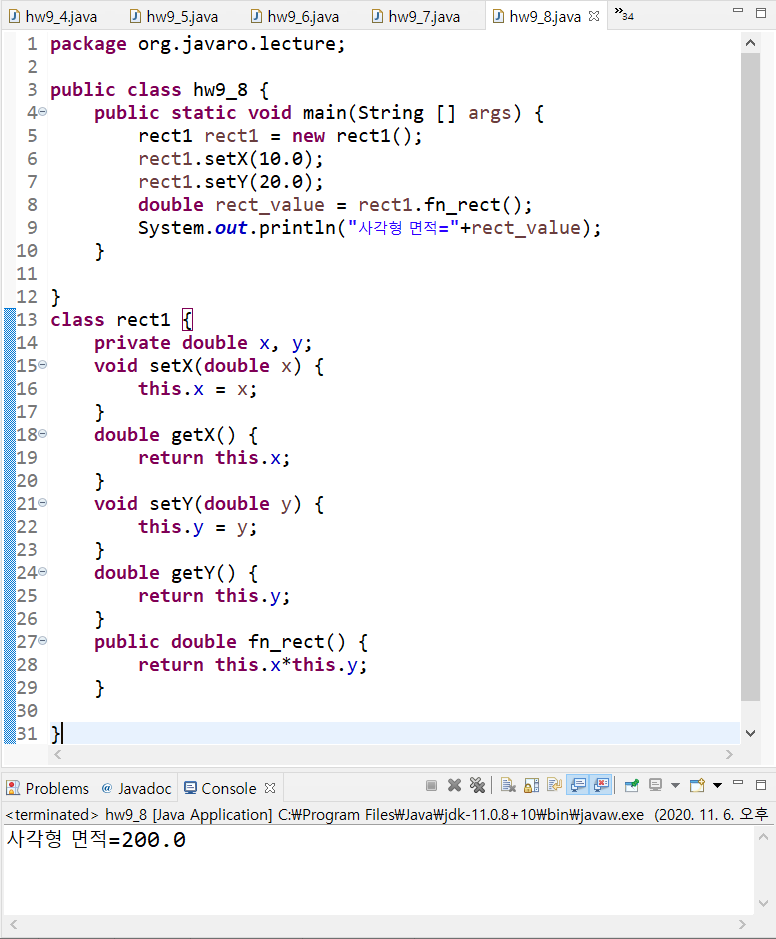 hw9_4.java hw9_5.java hw9_6.java hw9_7.java hw9_8.java »34
1 package org.javaro.lecture;
2
3 public class hw9_8 {
4 public static void main(String [] args) {
5 rect1 rect1 = new rect1();
6 rect1.setX(10.0);
7 rect1.setY(20.0);
8 double rect_value = rect1.fn_rect();
9 System.out.println("사각형 면적="+rect_value);
10 }
11
12 }
13 class rect1 {
14 private double x, y;
15 void setX(double x) {
16 this.x = x;
17 }
18 double getX() {
19 return this.x;
20 }
21 void setY(double y) {
22 this.y = y;
23 }
24 double getY() {
25 return this.y;
26 }
27 public double fn_rect() {
28 return this.x*this.y;
29 }
30
31 }
Problems @ Javadoc Console
<terminated> hw9_8 [Java Application] C:₩Program Files₩Java₩jdk-11.0.8+10₩bin₩javaw.exe (2020. 11. 6. 오후
사각형 면적=200.0